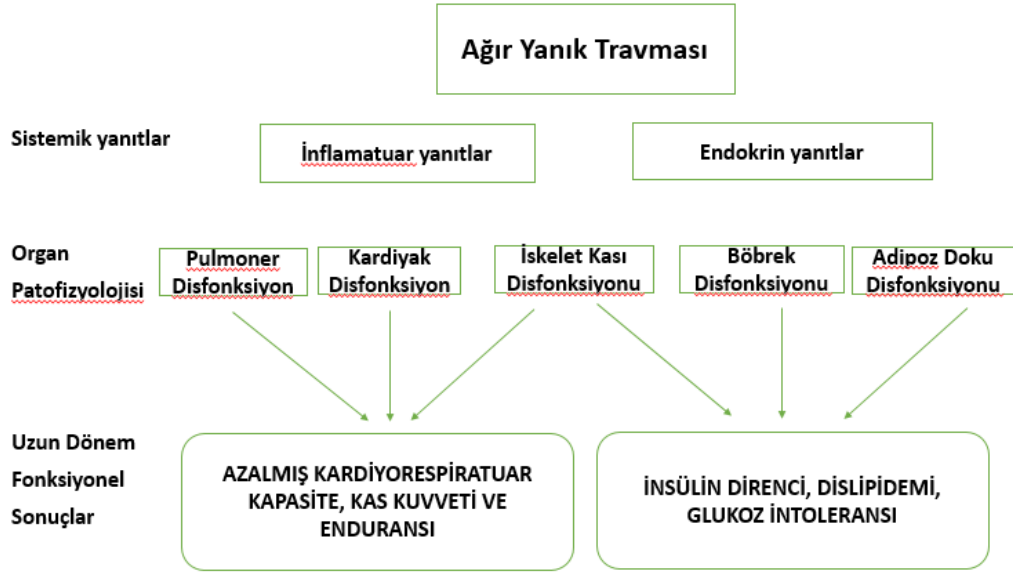 Ağır Yanık Travması
Sistemik yanıtlar
İnflamatuar yanıtlar
Endokrin yanıtlar
Organ
Patofizyolojisi
Pulmoner
Disfonksiyon
Kardiyak
Disfonksiyon
İskelet Kası
Disfonksiyonu
Böbrek
Disfonksiyonu
Adipoz Doku
Disfonksiyonu
Uzun Dönem
Fonksiyonel
Sonuçlar
AZALMIŞ KARDİYORESPİRATUAR
KAPASİTE, KAS KUVVETİ VE
ENDURANSI
İNSÜLİN DİRENCİ, DİSLİPİDEMİ,
GLUKOZ İNTOLERANSI